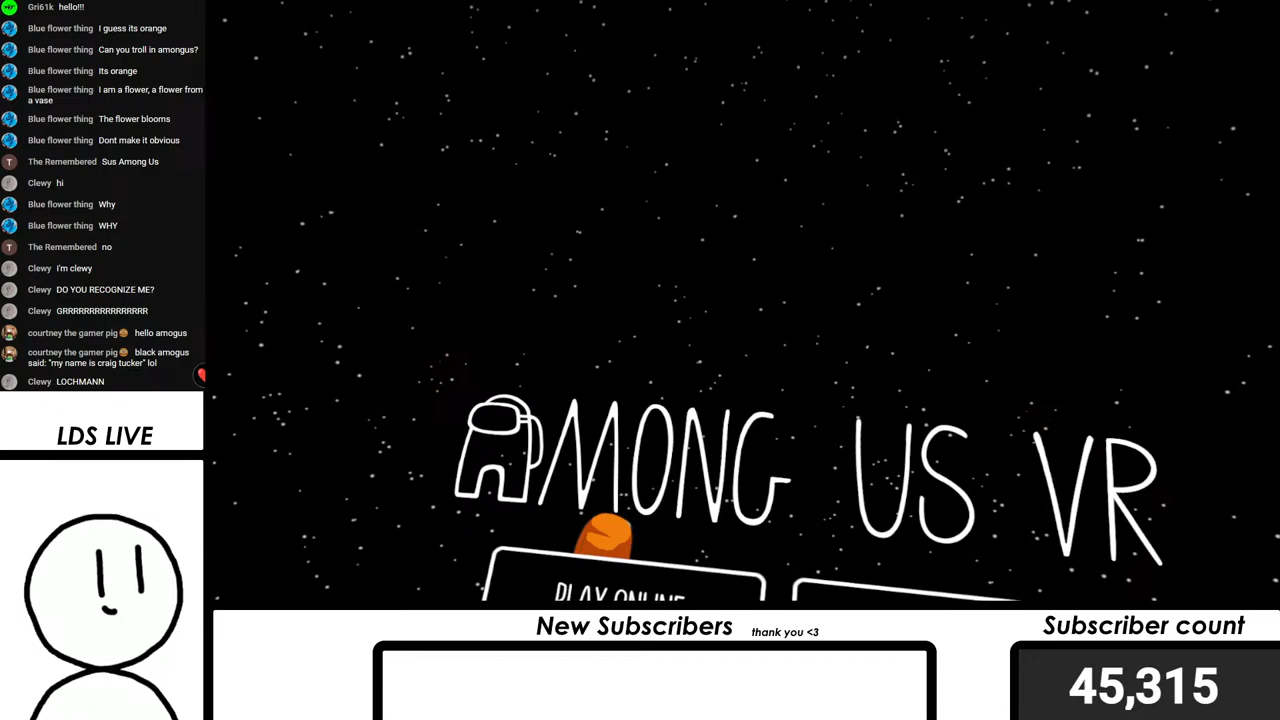 Gri61k hello!!!
Blue flower thing I guess its orange
Blue flower thing Can you troll in amongus?
Blue flower thing Its orange
Blue flower thing I am a flower, a flower from
a vase
Blue flower thing The flower blooms
Blue flower thing Dont make it obvious
T The Remembered Sus Among Us
Clewy hi
Blue flower thing Why
Blue flower thing WHY
T The Remembered no
Clewy I'm clewy
Clewy DO YOU RECOGNIZE ME?
Clewy GRRRRRRRRRRRRRRRR
courtney the gamer pig🍪 hello amogus
courtney the gamer pig🍪 black amogus
said: "my name is craig tucker" lol
Clewy LOCHMANN
LDS LIVE
AMONG US VR
PLAY ONLINE
New Subscribers thank you <3
Subscriber count
45,315